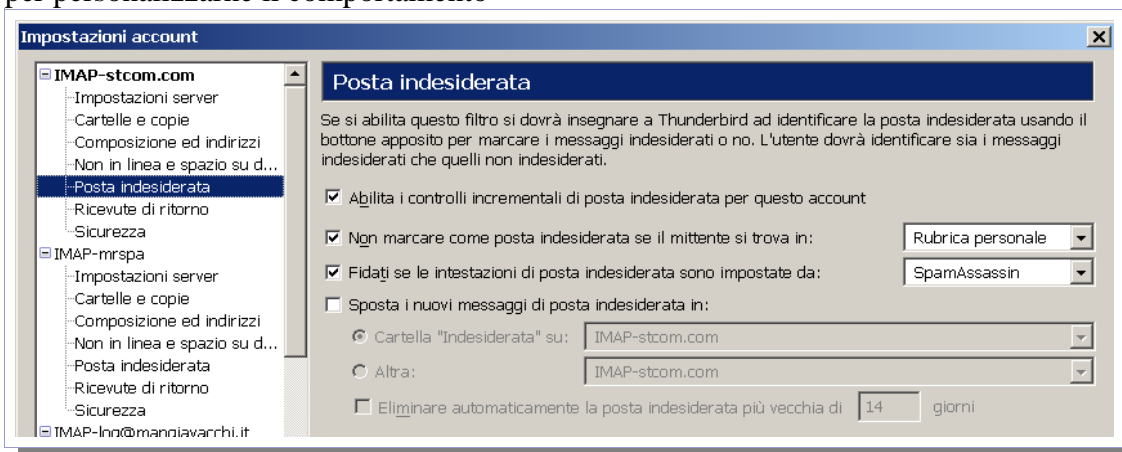 per personalizzarne il comportamento
Impostazioni account
IMAP-stcom.com
Impostazioni server
Cartelle e copie
Composizione ed indirizzi
Non in linea e spazio su d...
Posta indesiderata
Ricevute di ritorno
Sicurezza
IMAP-mrspa
Impostazioni server
Cartelle e copie
Composizione ed indirizzi
Non in linea e spazio su d...
Posta indesiderata
Ricevute di ritorno
Sicurezza
IMAP-log@mangiavacchi.it
Posta indesiderata
Se si abilita questo filtro si dovrà insegnare a Thunderbird ad identificare la posta indesiderata usando il
bottone apposito per marcare i messaggi indesiderati o no. L'utente dovrà identificare sia i messaggi
indesiderati che quelli non indesiderati.
Abilita i controlli incrementali di posta indesiderata per questo account
Non marcare come posta indesiderata se il mittente si trova in: Rubrica personale
Fidati se le intestazioni di posta indesiderata sono impostate da: SpamAssassin
Sposta i nuovi messaggi di posta indesiderata in:
Cartella "Indesiderata" su: IMAP-stcom.com
Altra: IMAP-stcom.com
Eliminare automaticamente la posta indesiderata più vecchia di 14 giorni